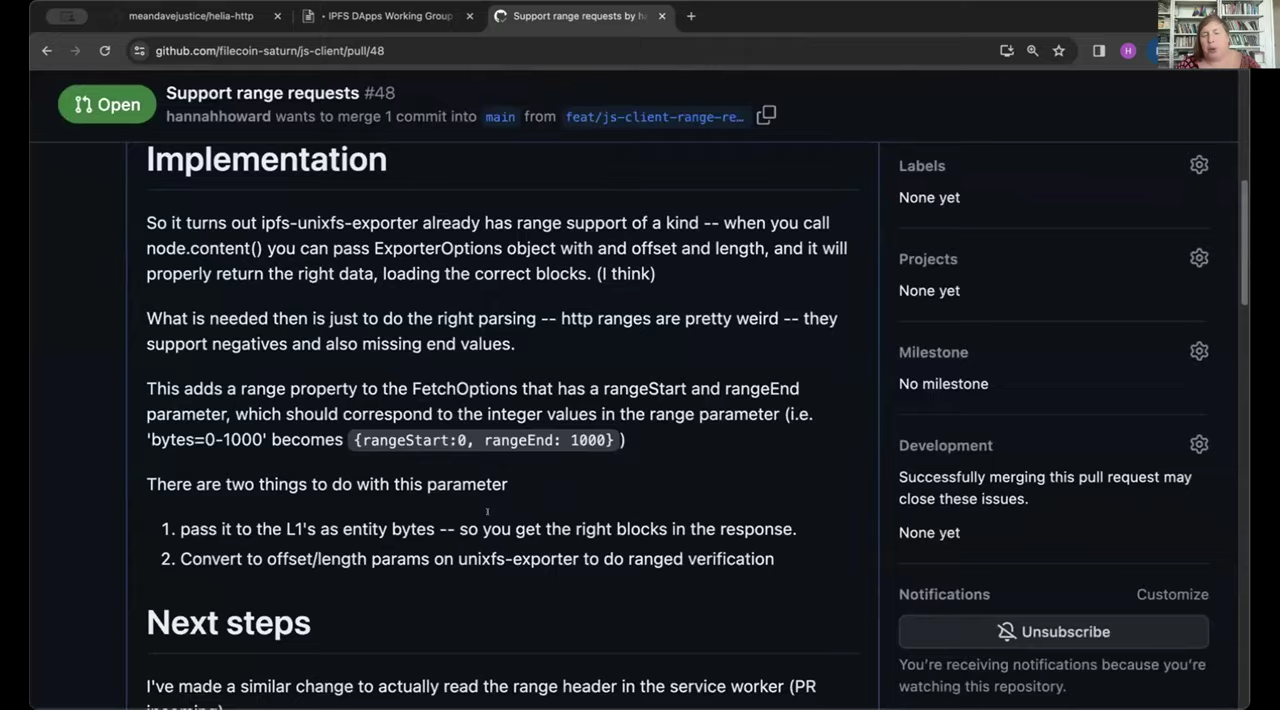 meandavejustice/helia-http
• IPFS DApps Working Group
Support range requests by ha
github.com/filecoin-saturn/js-client/pull/48
H
Open
Support range requests #48
hannahhoward wants to merge 1 commit into main from feat/js-client-range-re...
Implementation
So it turns out ipfs-unixfs-exporter already has range support of a kind -- when you call
node.content() you can pass ExporterOptions object with and offset and length, and it will
properly return the right data, loading the correct blocks. (I think)
What is needed then is just to do the right parsing -- http ranges are pretty weird -- they
support negatives and also missing end values.
This adds a range property to the FetchOptions that has a rangeStart and rangeEnd
parameter, which should correspond to the integer values in the range parameter (i.e.
'bytes=0-1000' becomes {rangeStart:0, rangeEnd: 1000})
There are two things to do with this parameter
1. pass it to the L1's as entity bytes -- so you get the right blocks in the response.
2. Convert to offset/length params on unixfs-exporter to do ranged verification
Next steps
I've made a similar change to actually read the range header in the service worker (PR
Labels
None yet
Projects
None yet
Milestone
No milestone
Development
Successfully merging this pull request may
close these issues.
None yet
Notifications
Customize
Unsubscribe
You're receiving notifications because you're
watching this repository.